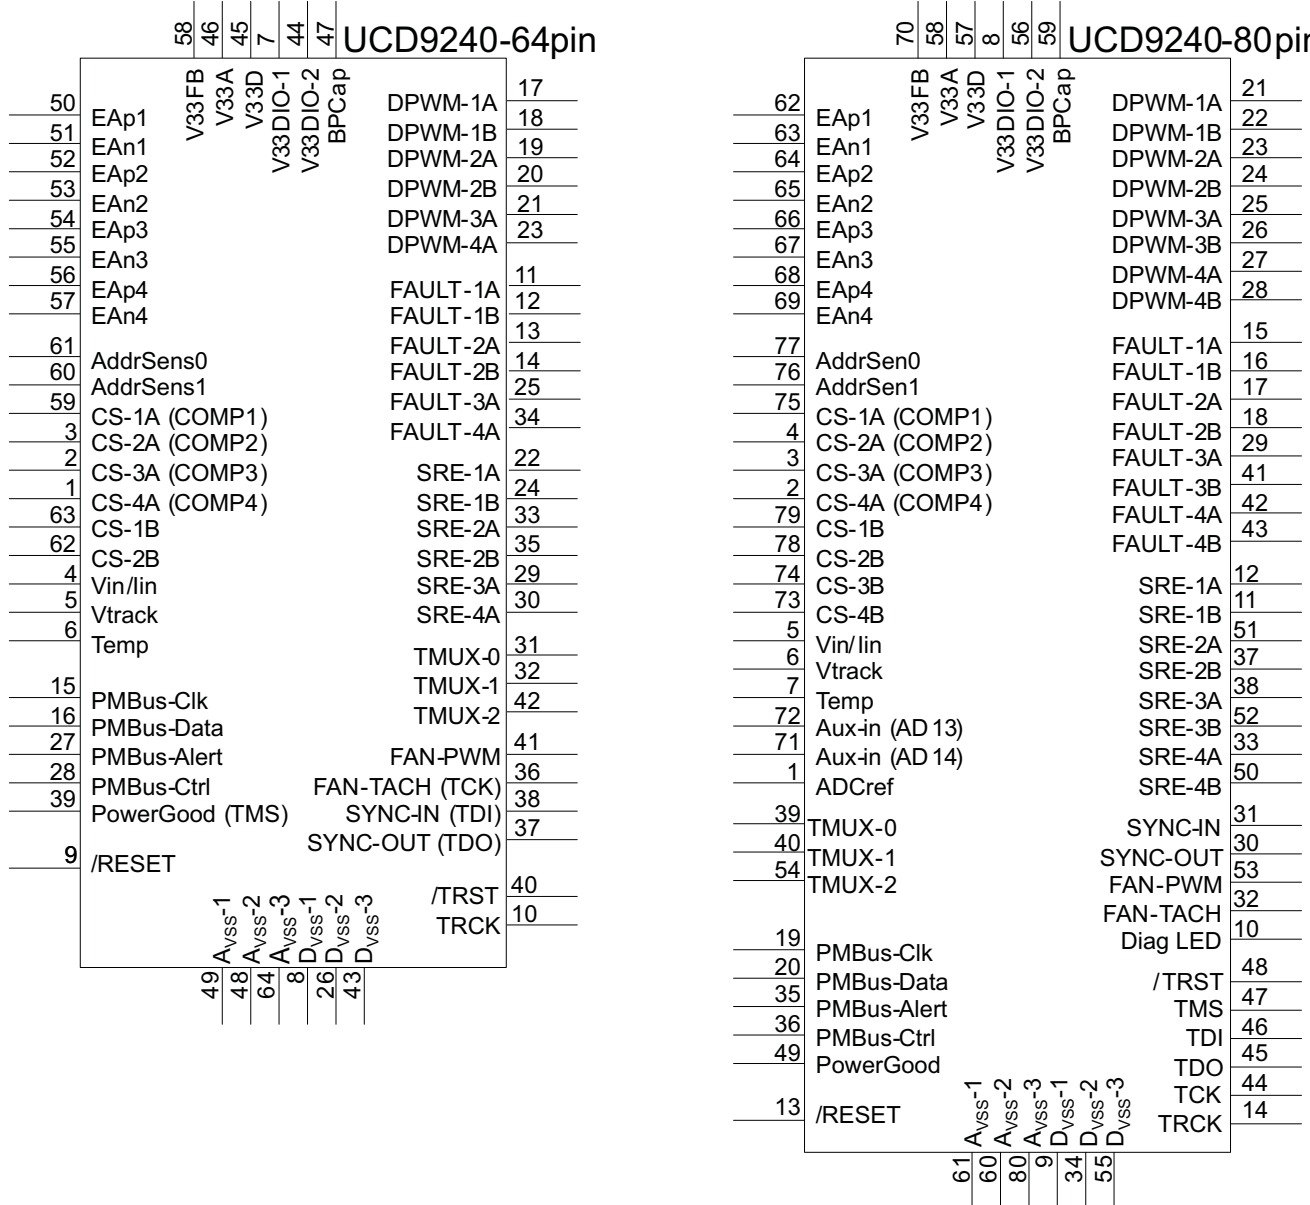 UCD9240-64pin
58 46 45 7 44 47
V33FB V33A V33D V33DIO-1 V33DIO-2 BPCap
50 EAp1
51 EAn1
52 EAp2
53 EAn2
54 EAp3
55 EAn3
56 EAp4
57 EAn4
61 AddrSens0
60 AddrSens1
59 CS-1A (COMP1)
3 CS-2A (COMP2)
2 CS-3A (COMP3)
1 CS-4A (COMP4)
63 CS-1B
62 CS-2B
4 Vin/Iin
5 Vtrack
6 Temp
15 PMBus-Clk
16 PMBus-Data
27 PMBus-Alert
28 PMBus-Ctrl
39 PowerGood (TMS)
9 /RESET
DPWM-1A 17
DPWM-1B 18
DPWM-2A 19
DPWM-2B 20
DPWM-3A 21
DPWM-4A 23
FAULT-1A 11
FAULT-1B 12
FAULT-2A 13
FAULT-2B 14
FAULT-3A 25
FAULT-4A 34
SRE-1A 22
SRE-1B 24
SRE-2A 33
SRE-2B 35
SRE-3A 29
SRE-4A 30
TMUX-0 31
TMUX-1 32
TMUX-2 42
FAN-PWM 41
FAN-TACH (TCK) 36
SYNC-IN (TDI) 38
SYNC-OUT (TDO) 37
/TRST 40
TRCK 10
AVSS-1 AVSS-2 AVSS-3 DVSS-1 DVSS-2 DVSS-3
49 48 64 8 26 43
UCD9240-80pin
70 58 57 8 56 59
V33FB V33A V33D V33DIO-1 V33DIO-2 BPCap
62 EAp1
63 EAn1
64 EAp2
65 EAn2
66 EAp3
67 EAn3
68 EAp4
69 EAn4
77 AddrSen0
76 AddrSen1
75 CS-1A (COMP1)
4 CS-2A (COMP2)
3 CS-3A (COMP3)
2 CS-4A (COMP4)
79 CS-1B
78 CS-2B
74 CS-3B
73 CS-4B
5 Vin/Iin
6 Vtrack
7 Temp
72 Aux-in (AD13)
71 Aux-in (AD14)
1 ADCref
39 TMUX-0
40 TMUX-1
54 TMUX-2
19 PMBus-Clk
20 PMBus-Data
35 PMBus-Alert
36 PMBus-Ctrl
49 PowerGood
13 /RESET
DPWM-1A 21
DPWM-1B 22
DPWM-2A 23
DPWM-2B 24
DPWM-3A 25
DPWM-3B 26
DPWM-4A 27
DPWM-4B 28
FAULT-1A 15
FAULT-1B 16
FAULT-2A 17
FAULT-2B 18
FAULT-3A 29
FAULT-3B 41
FAULT-4A 42
FAULT-4B 43
SRE-1A 12
SRE-1B 11
SRE-2A 51
SRE-2B 37
SRE-3A 38
SRE-3B 52
SRE-4A 33
SRE-4B 50
SYNC-IN 31
SYNC-OUT 30
FAN-PWM 53
FAN-TACH 32
Diag LED 10
/TRST 48
TMS 47
TDI 46
TDO 45
TCK 44
TRCK 14
AVSS-1 AVSS-2 AVSS-3 DVSS-1 DVSS-2 DVSS-3
61 60 80 9 34 55